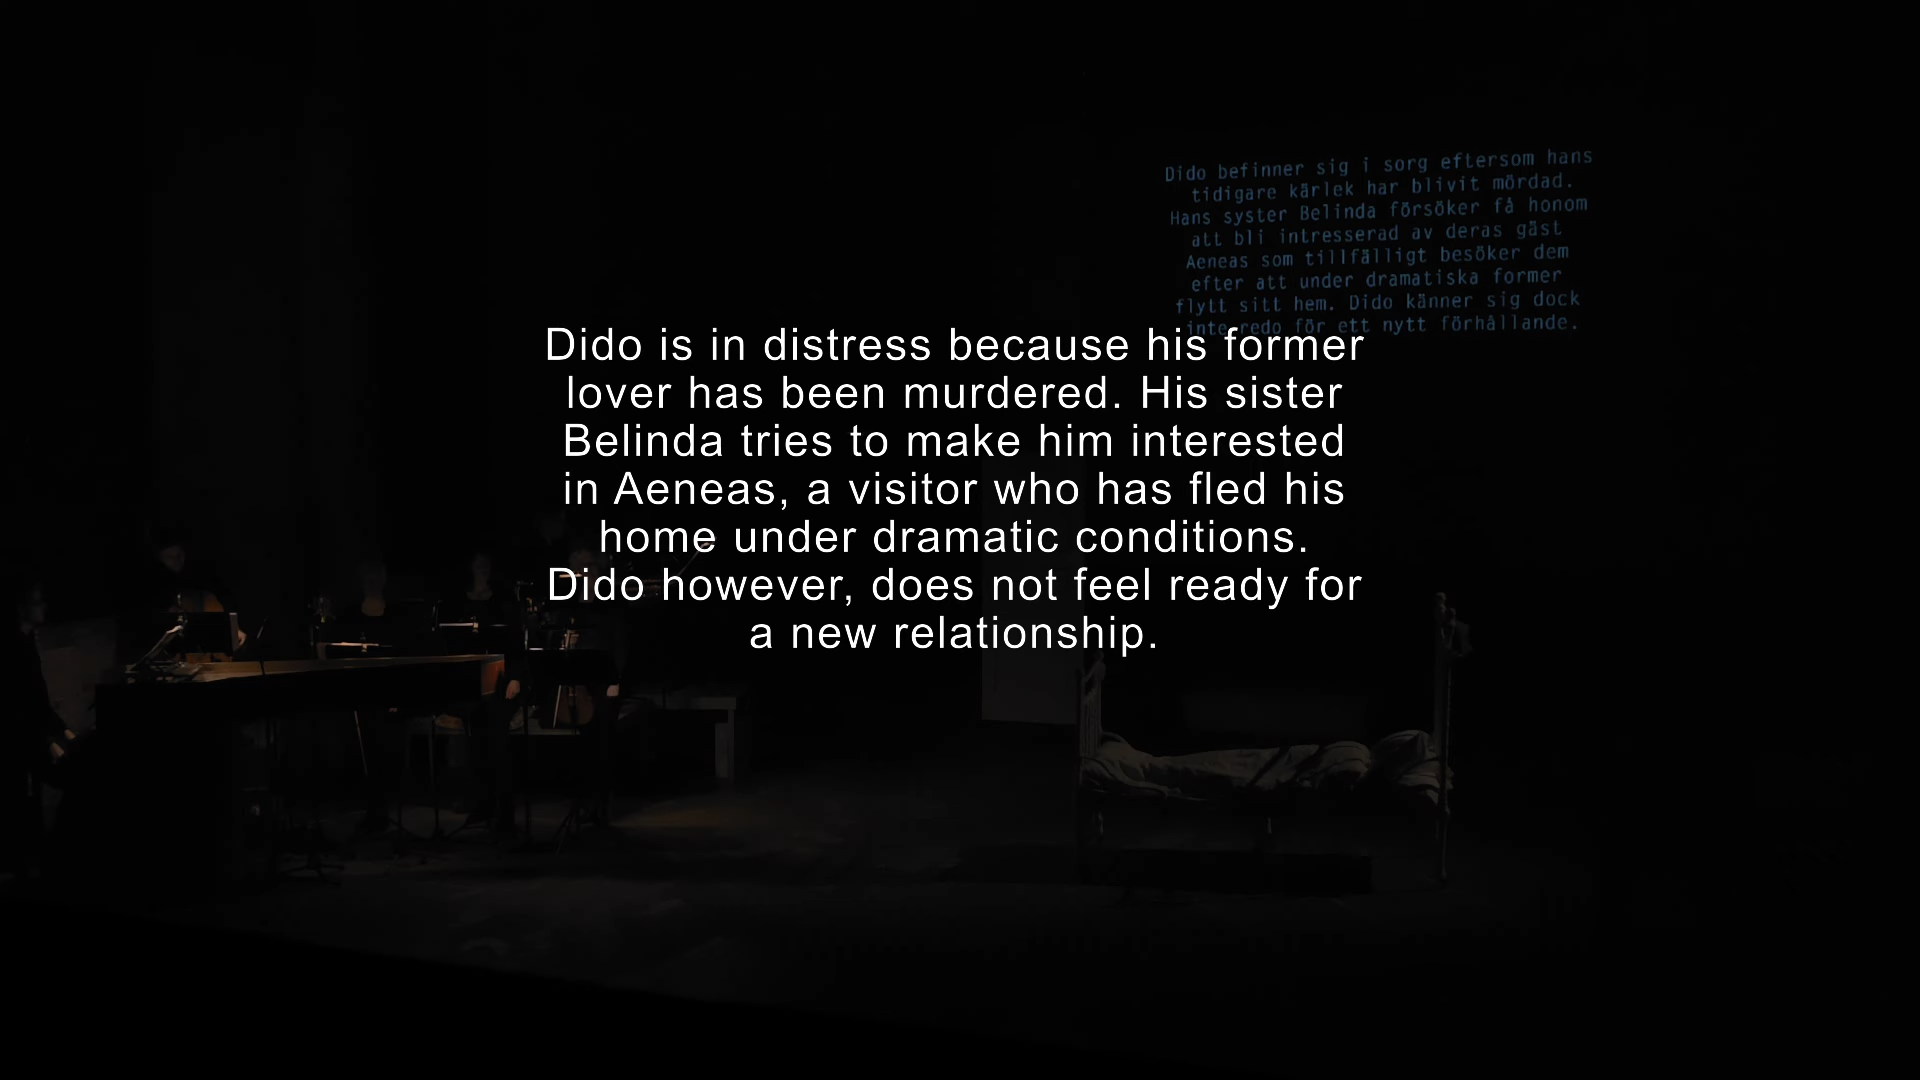 Dido befinner sig i sorg eftersom hans
tidigare kärlek har blivit mördad.
Hans syster Belinda försöker få honom
att bli intresserad av deras gäst
Aeneas som tillfälligt besöker dem
efter att under dramatiska former
flytt sitt hem. Dido känner sig dock
inte redo för ett nytt förhållande.
Dido is in distress because his former
lover has been murdered. His sister
Belinda tries to make him interested
in Aeneas, a visitor who has fled his
home under dramatic conditions.
Dido however, does not feel ready for
a new relationship.